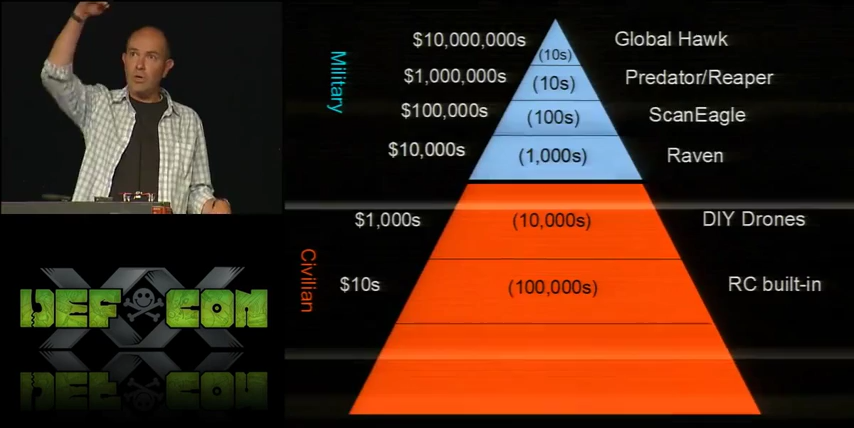 Military
$10,000,000s (10s) Global Hawk
$1,000,000s (10s) Predator/Reaper
$100,000s (100s) ScanEagle
$10,000s (1,000s) Raven
Civilian
$1,000s (10,000s) DIY Drones
$10s (100,000s) RC built-in
XX
DEF CON